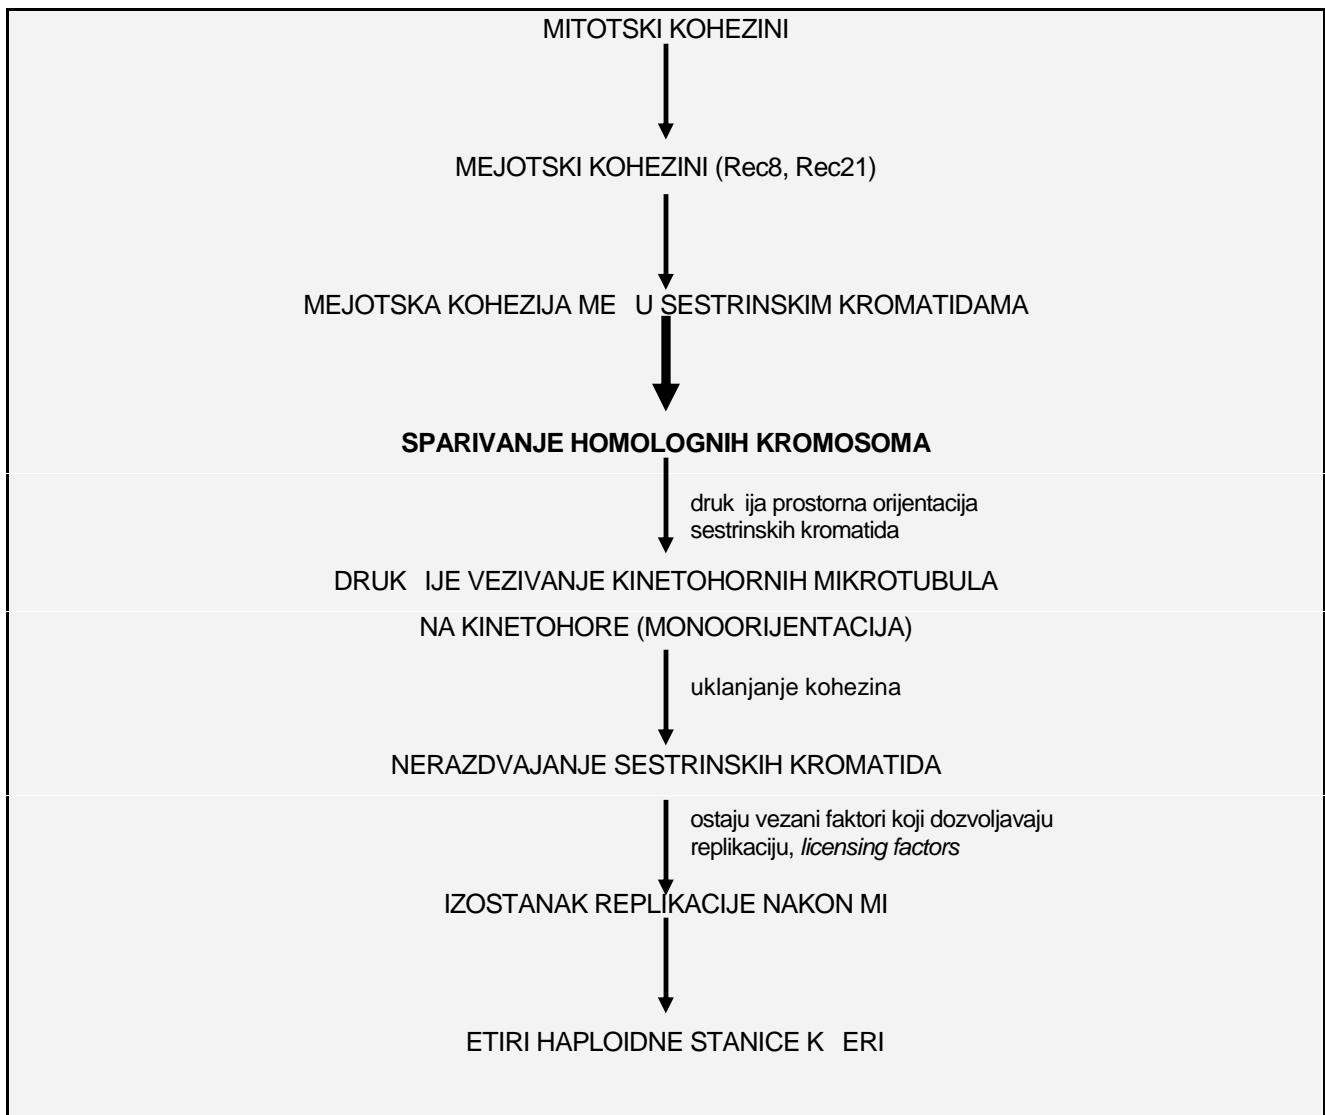 MITOTSKI KOHEZINI
MEJOTSKI KOHEZINI (Rec8, Rec21)
MEJOTSKA KOHEZIJA ME U SESTRINSKIM KROMATIDAMA
SPARIVANJE HOMOLOGNIH KROMOSOMA
druk ija prostorna orijentacija
sestrinskih kromatida
DRUK IJE VEZIVANJE KINETOHORNIH MIKROTUBULA
NA KINETOHORE (MONOORIJENTACIJA)
uklanjanje kohezina
NERAZDVAJANJE SESTRINSKIH KROMATIDA
ostaju vezani faktori koji dozvoljavaju
replikaciju, licensing factors
IZOSTANAK REPLIKACIJE NAKON MI
ETIRI HAPLOIDNE STANICE K ERI